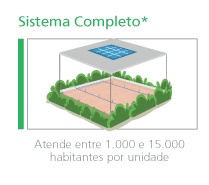 Sistema Completo*
Atende entre 1.000 e 15.000
habitantes por unidade